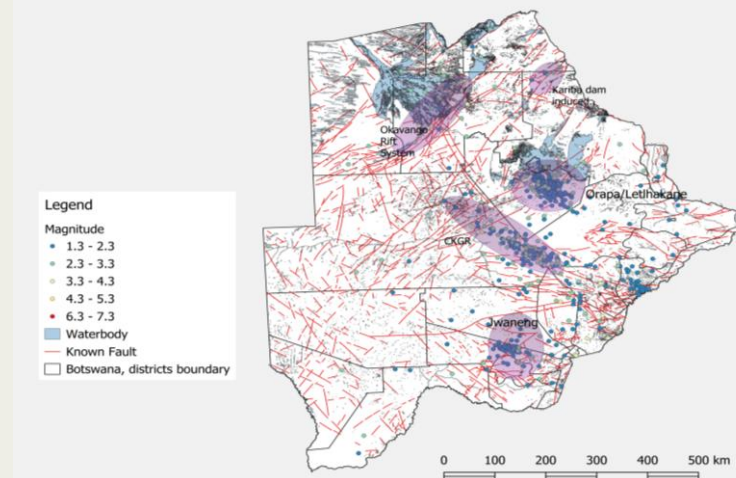 Kariba dam
induced
Okavango
Rift
System
Orapa/Letlhakane
CKGR
Jwaneng
Legend
Magnitude
1.3 - 2.3
2.3 - 3.3
3.3 - 4.3
4.3 - 5.3
6.3 - 7.3
Waterbody
Known Fault
Botswana, districts boundary
0 100 200 300 400 500 km